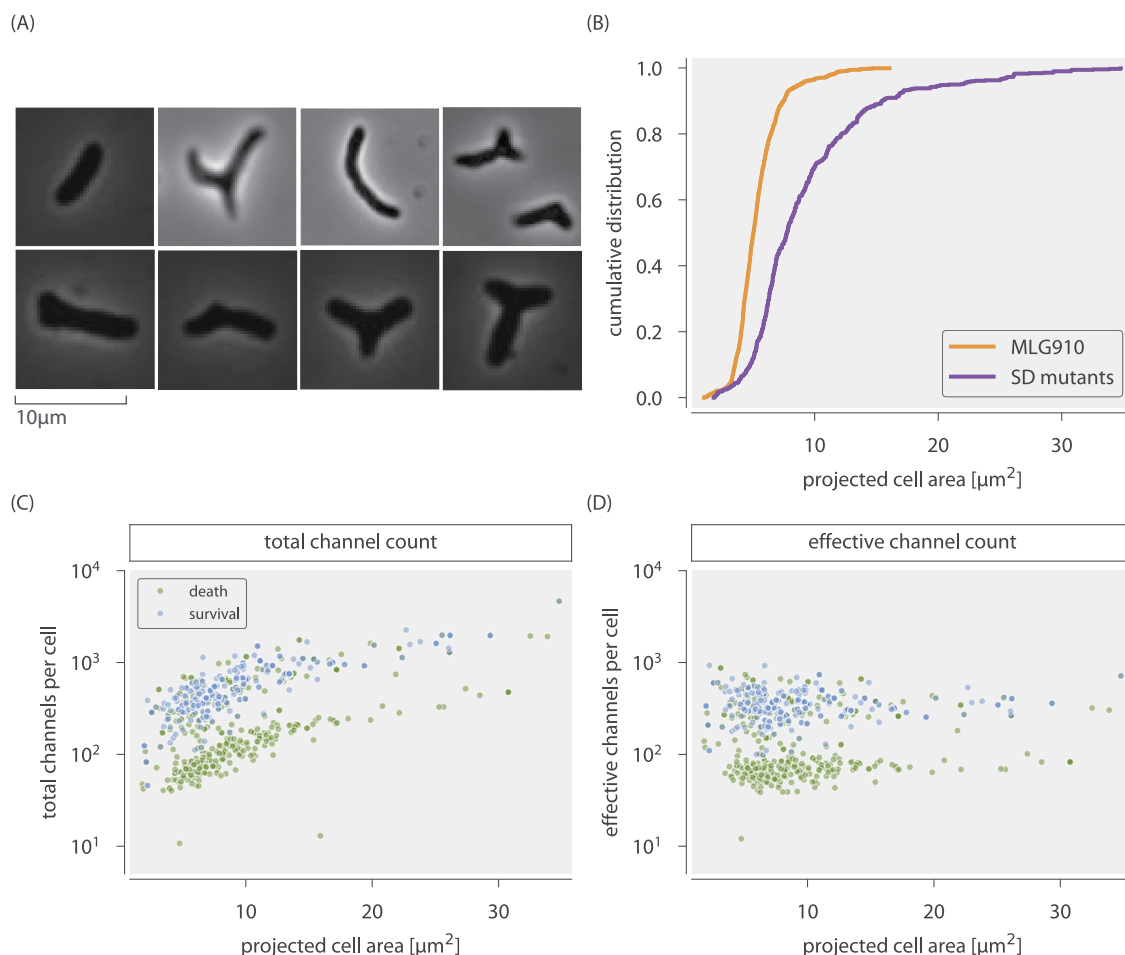 (A)
(B)
10μm
cumulative distribution
1.0
0.8
0.6
0.4
0.2
0.0
MLG910
SD mutants
10
20
30
projected cell area [μm²]
(C)
(D)
total channel count
total channels per cell
10⁴
10³
10²
10¹
death
survival
10
20
30
projected cell area [μm²]
effective channel count
effective channels per cell
10⁴
10³
10²
10¹
10
20
30
projected cell area [μm²]